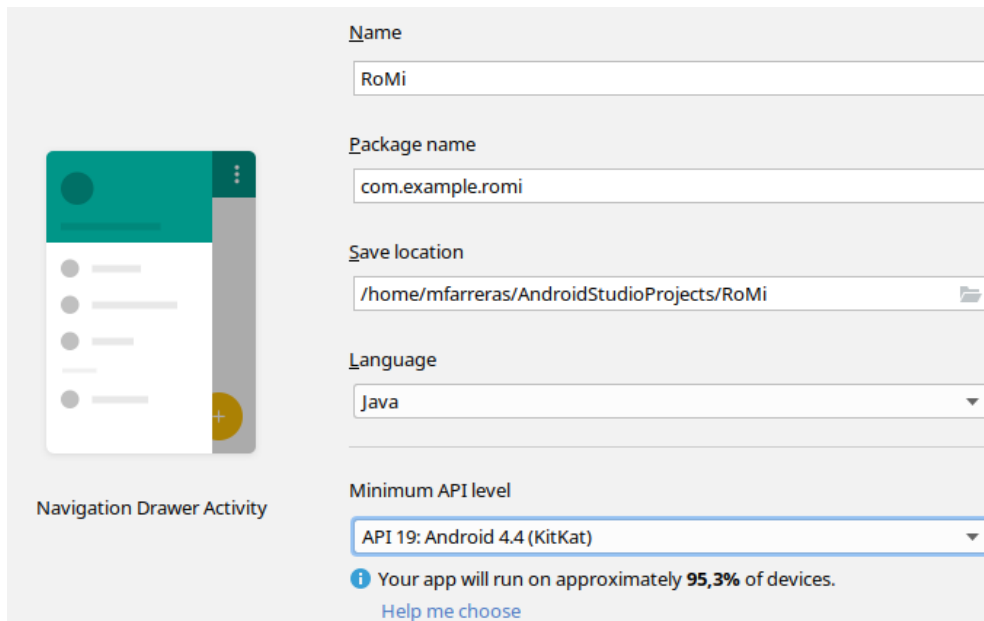 Name
RoMi
Package name
com.example.romi
Save location
/home/mfarreras/AndroidStudioProjects/RoMi
Language
Java
Navigation Drawer Activity
Minimum API level
API 19: Android 4.4 (KitKat)
Your app will run on approximately 95,3% of devices.
Help me choose